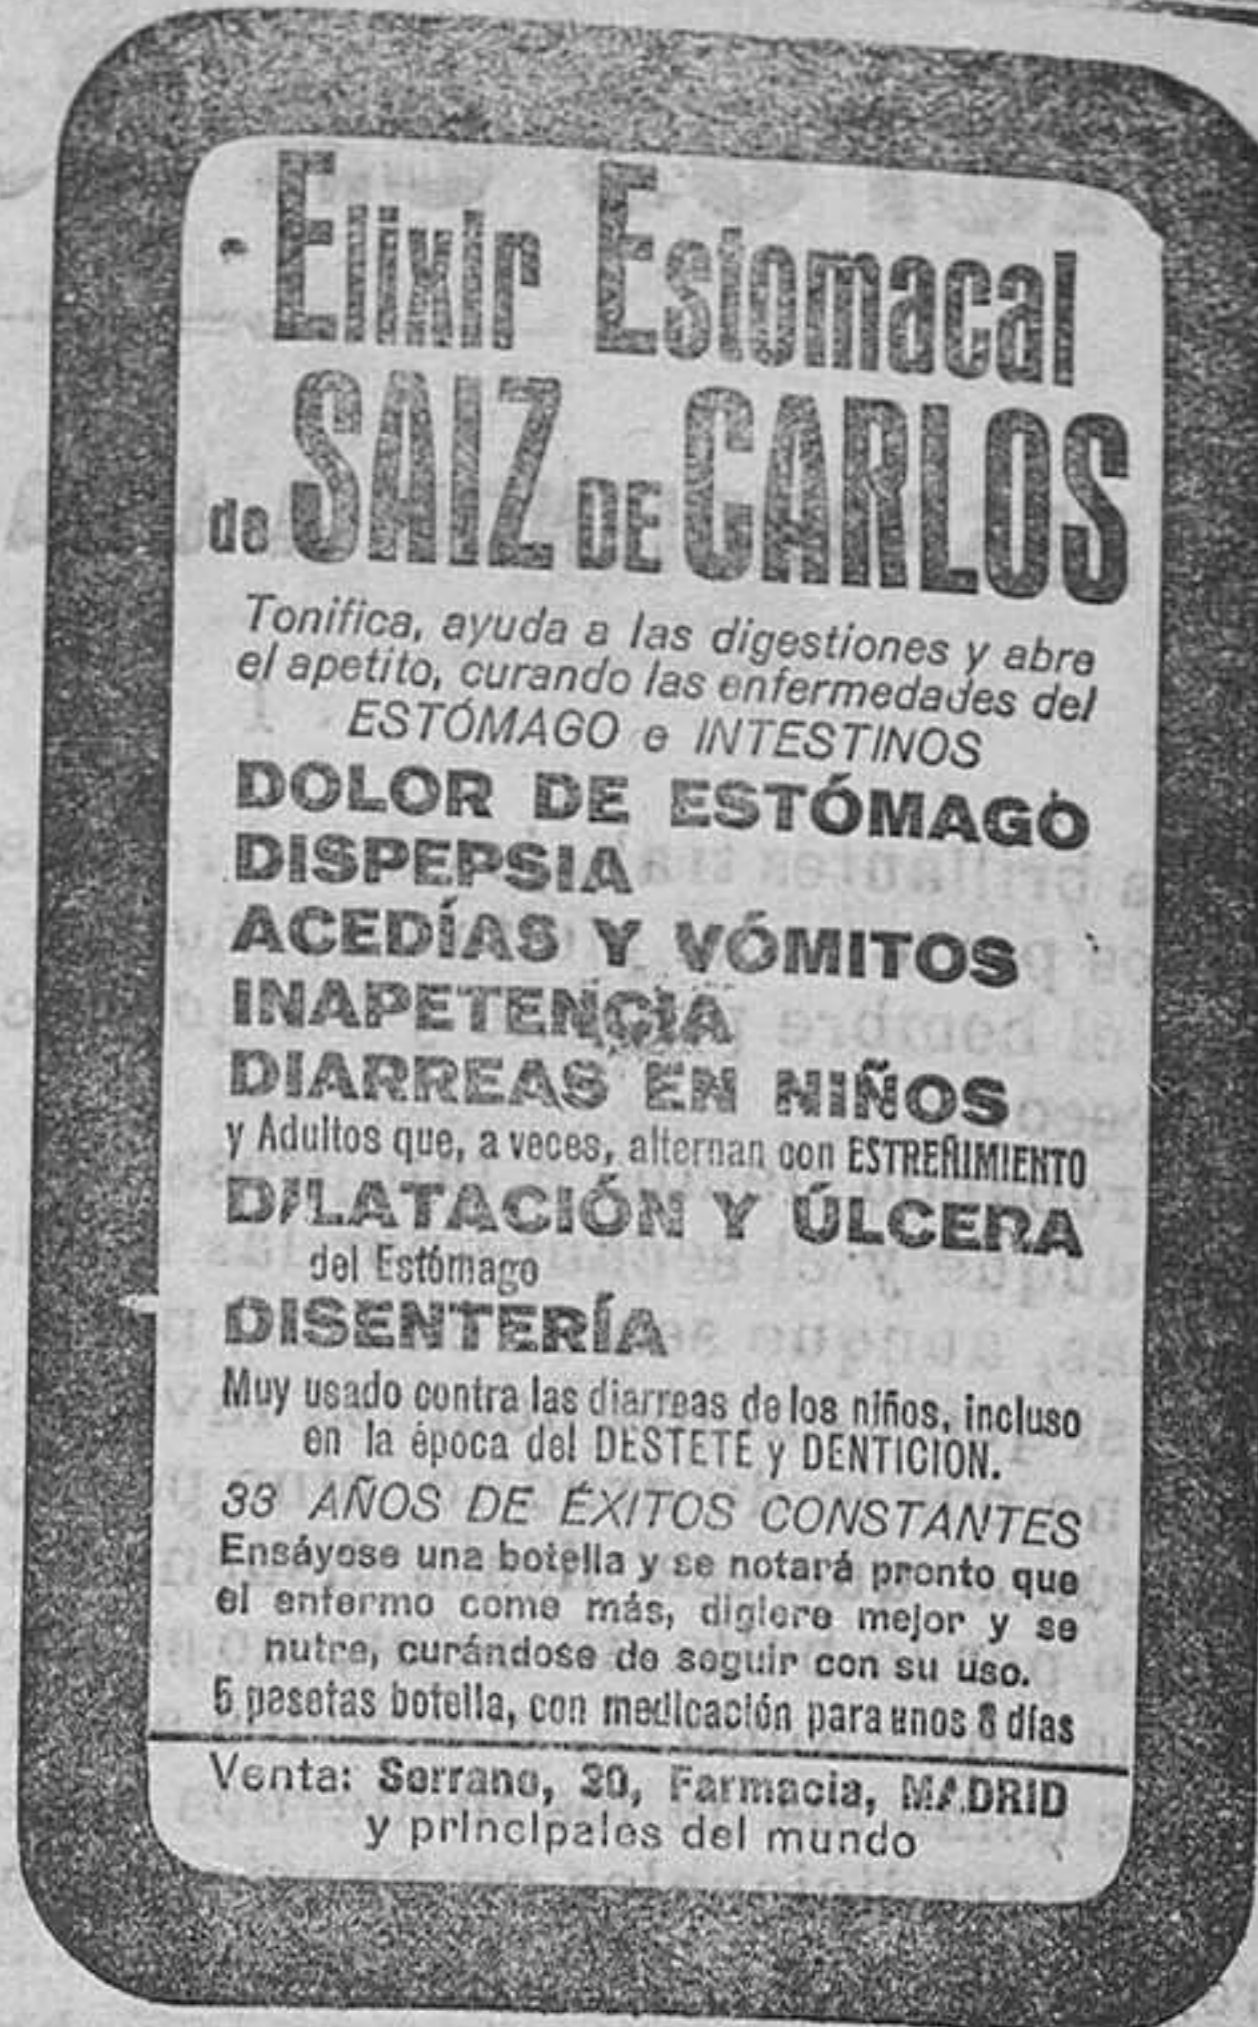 Elixir Estomacal
de SAIZ DE CARLOS
Tonifica, ayuda a las digestiones y abre
el apetito, curando las enfermedades del
ESTÓMAGO e INTESTINOS
DOLOR DE ESTÓMAGO
DISPEPSIA
ACEDÍAS Y VÓMITOS
INAPETENCIA
DIARREAS EN NIÑOS
y Adultos que, a veces, alternan con ESTREÑIMIENTO
DILATACIÓN Y ÚLCERA
del Estómago
DISENTERÍA
Muy usado contra las diarreas de los niños, incluso
en la época del DESTETE y DENTICION.
33 AÑOS DE ÉXITOS CONSTANTES
Ensáyese una botella y se notará pronto que
el enfermo come más, digiere mejor y se
nutre, curándose de seguir con su uso.
5 pesetas botella, con medicación para unos 8 días
Venta: Serrano, 30, Farmacia, MADRID
y principales del mundo